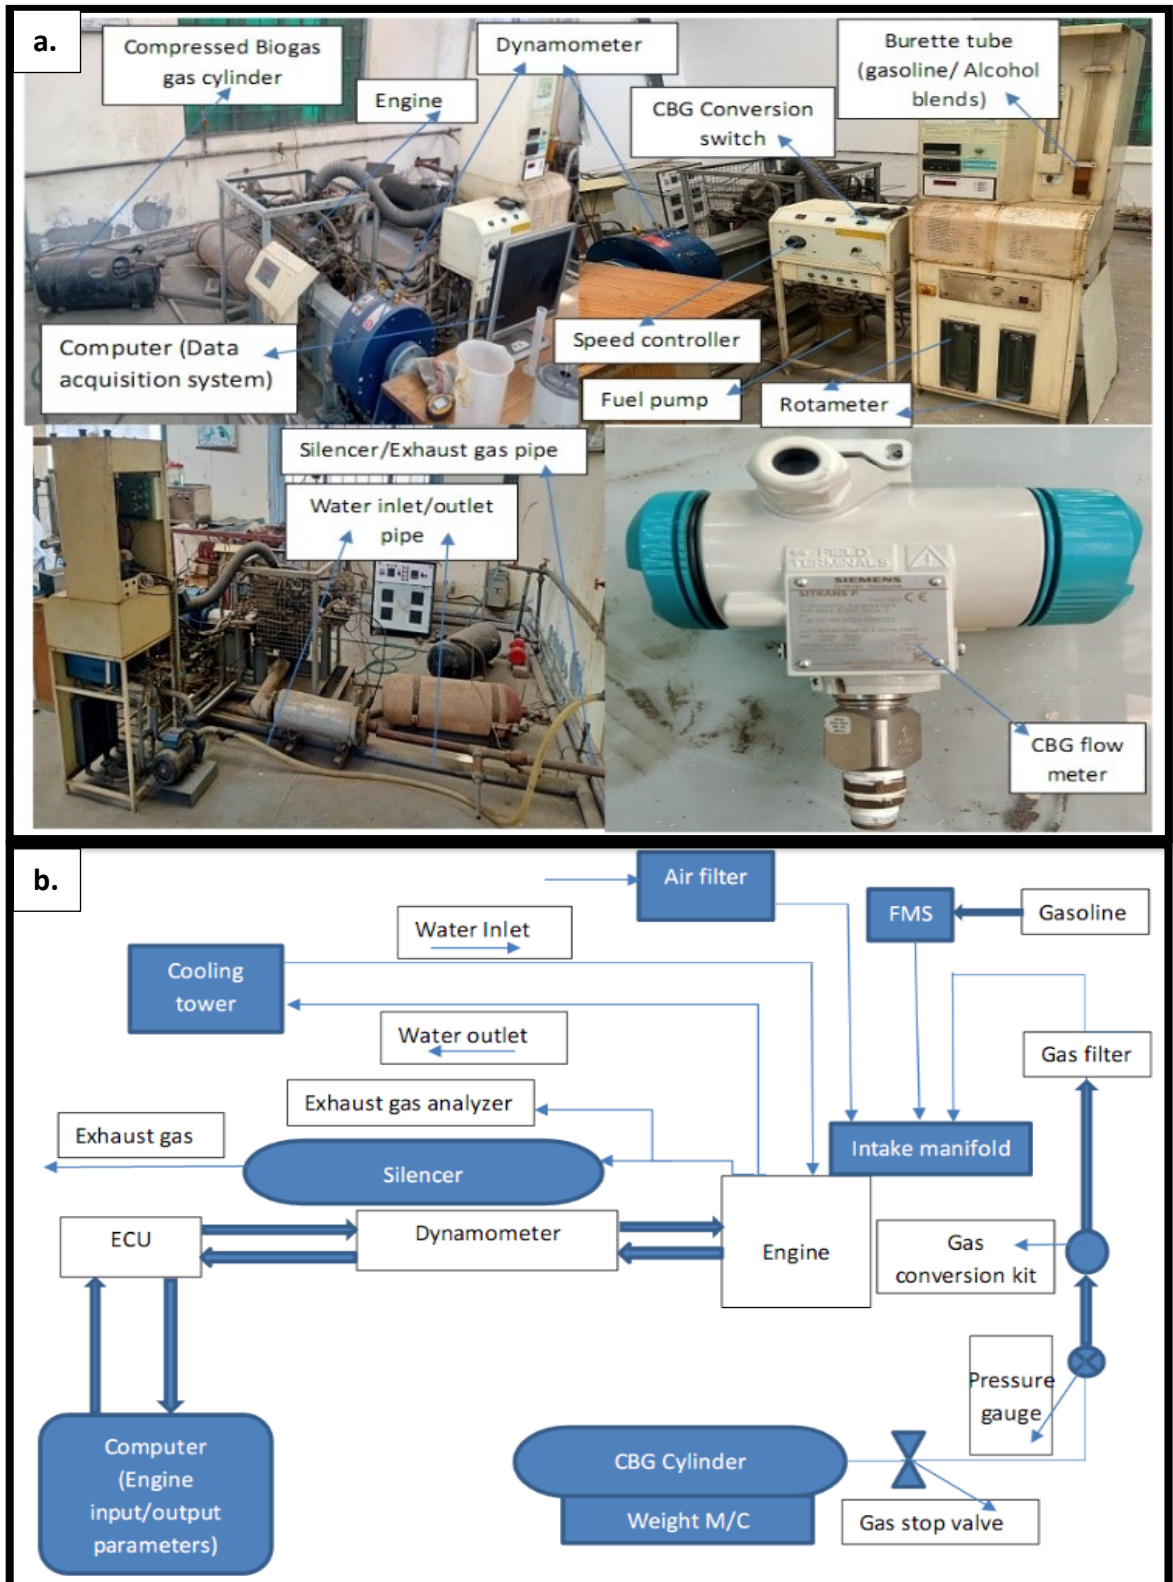 a.
Compressed Biogas
gas cylinder
Dynamometer
Burette tube
(gasoline/ Alcohol
blends)
Engine
CBG Conversion
switch
Computer (Data
acquisition system)
Speed controller
Fuel pump
Rotameter
Silencer/Exhaust gas pipe
Water inlet/outlet
pipe
FIELD
TERMINALS
SIEMENS
SITRANS P
CE
CBG flow
meter
b.
Air filter
FMS
Gasoline
Water Inlet
Cooling
tower
Water outlet
Gas filter
Exhaust gas analyzer
Exhaust gas
Intake manifold
Silencer
ECU
Dynamometer
Engine
Gas
conversion kit
Pressure
gauge
Computer
(Engine
input/output
parameters)
CBG Cylinder
Weight M/C
Gas stop valve